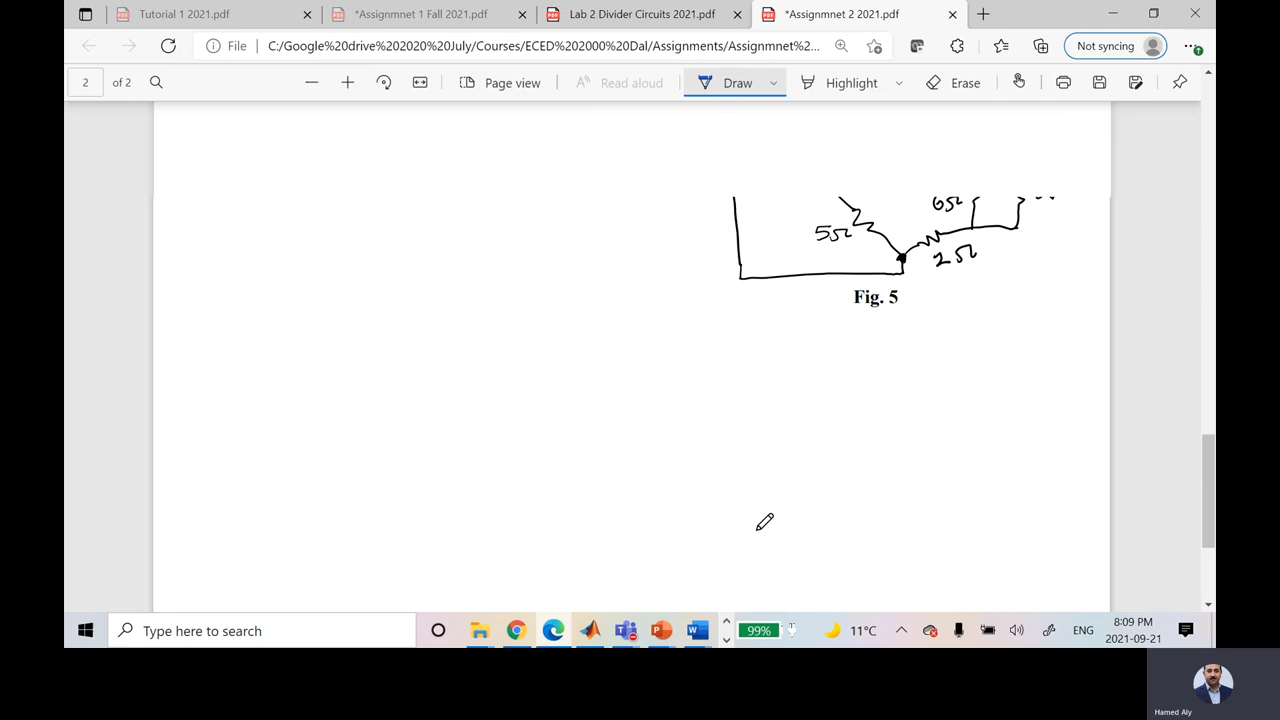 Tutorial 1 2021.pdf
*Assignmnet 1 Fall 2021.pdf
Lab 2 Divider Circuits 2021.pdf
*Assignmnet 2 2021.pdf
File
C:/Google%20drive%202020%20July/Courses/ECED%202000%20Dal/Assignments/Assignmnet%2...
Not syncing
2
of 2
Page view
Read aloud
Draw
Highlight
Erase
6Ω
5Ω
2Ω
Fig. 5
Type here to search
99%
11°C
ENG
8:09 PM
2021-09-21
Hamed Aly